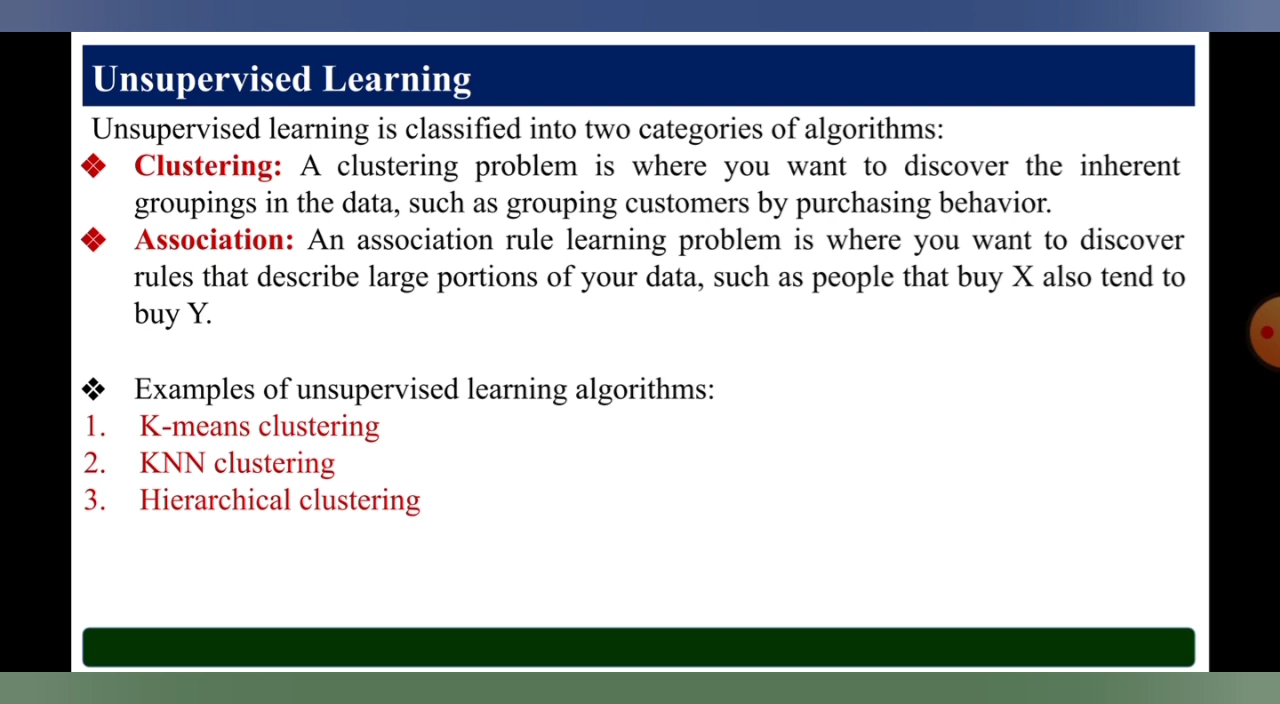 Unsupervised Learning
Unsupervised learning is classified into two categories of algorithms:
❖ Clustering: A clustering problem is where you want to discover the inherent
groupings in the data, such as grouping customers by purchasing behavior.
❖ Association: An association rule learning problem is where you want to discover
rules that describe large portions of your data, such as people that buy X also tend to
buy Y.
❖ Examples of unsupervised learning algorithms:
1. K-means clustering
2. KNN clustering
3. Hierarchical clustering